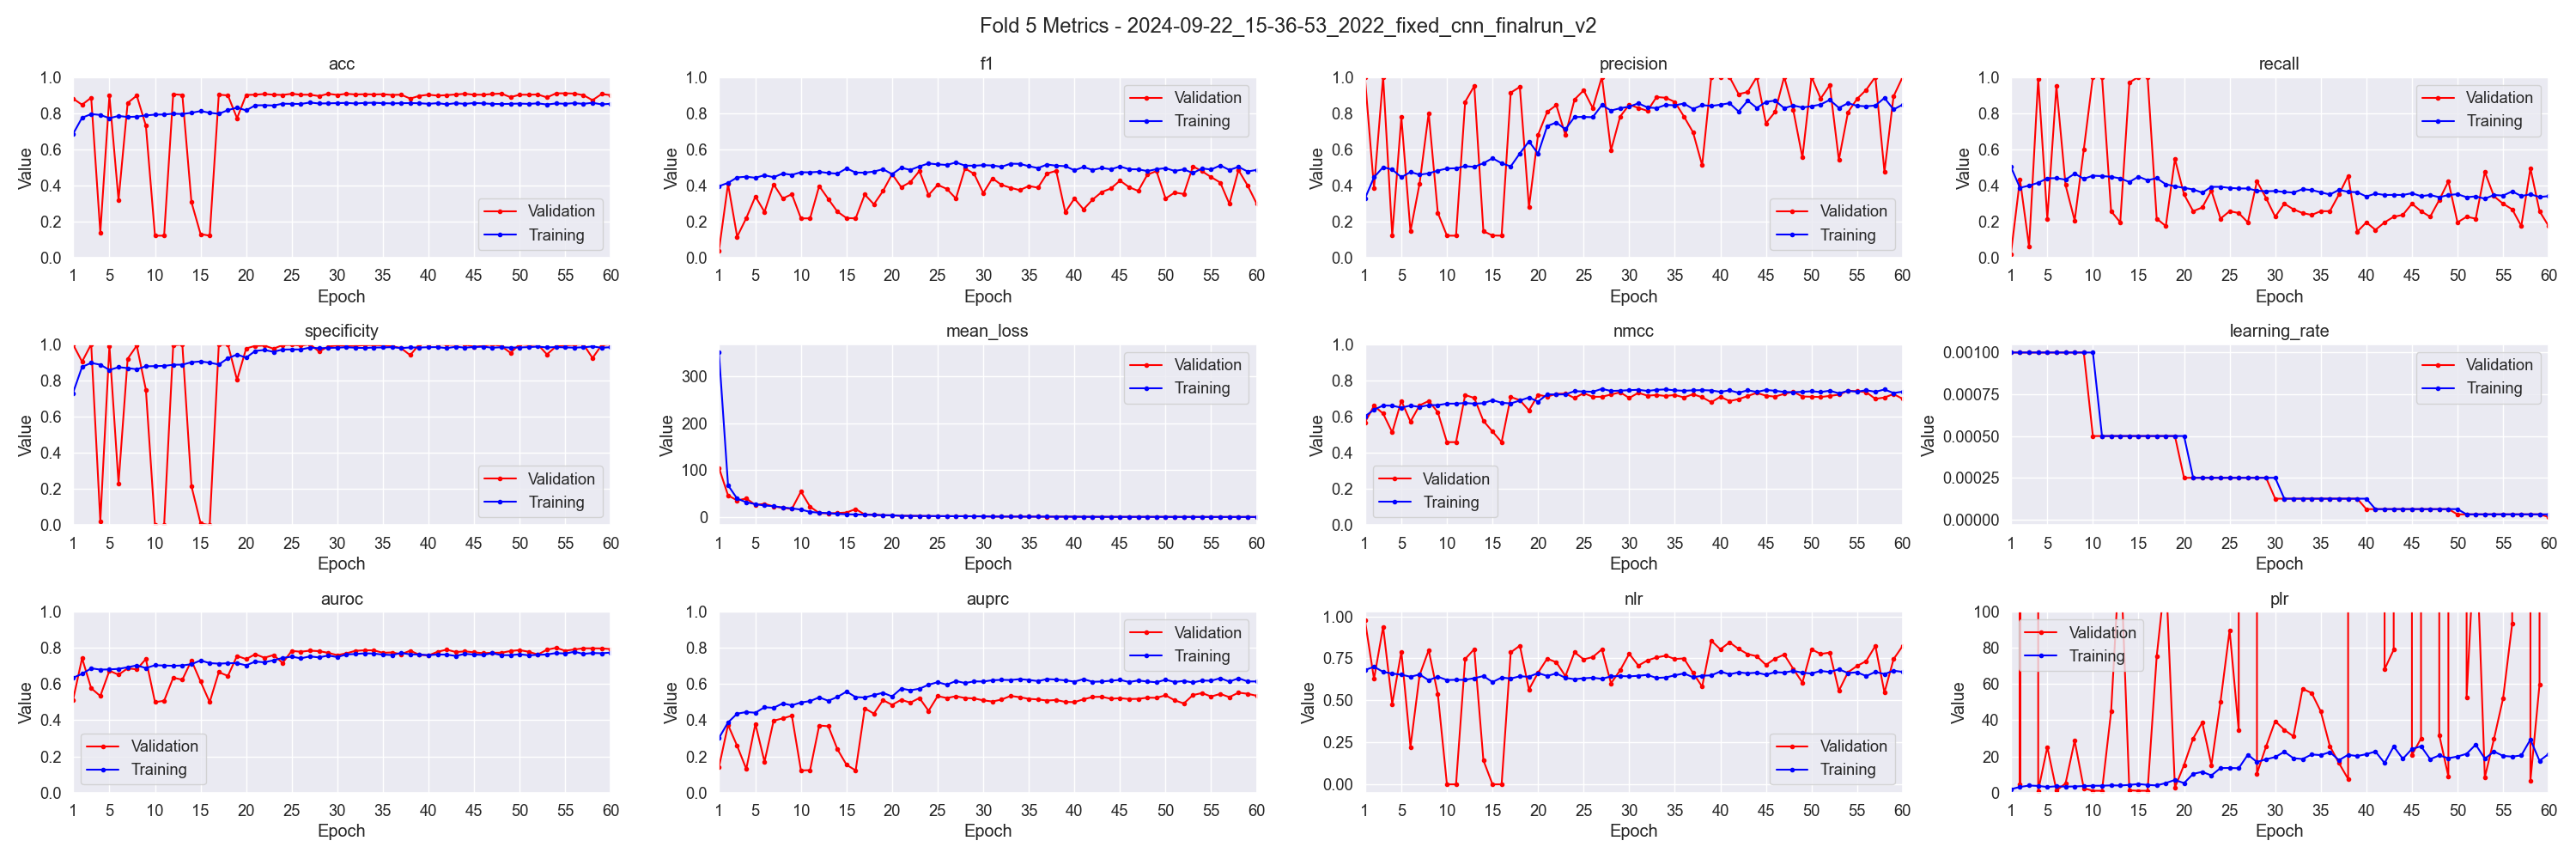 Fold 5 Metrics - 2024-09-22_15-36-53_2022_fixed_cnn_finalrun_v2
acc
Value
1.0
0.8
0.6
0.4
0.2
0.0
Validation
Training
1 5 10 15 20 25 30 35 40 45 50 55 60
Epoch
f1
Value
1.0
0.8
0.6
0.4
0.2
0.0
Validation
Training
1 5 10 15 20 25 30 35 40 45 50 55 60
Epoch
precision
Value
1.0
0.8
0.6
0.4
0.2
0.0
Validation
Training
1 5 10 15 20 25 30 35 40 45 50 55 60
Epoch
recall
Value
1.0
0.8
0.6
0.4
0.2
0.0
Validation
Training
1 5 10 15 20 25 30 35 40 45 50 55 60
Epoch
specificity
Value
1.0
0.8
0.6
0.4
0.2
0.0
Validation
Training
1 5 10 15 20 25 30 35 40 45 50 55 60
Epoch
mean_loss
Value
300
200
100
0
Validation
Training
1 5 10 15 20 25 30 35 40 45 50 55 60
Epoch
nmcc
Value
1.0
0.8
0.6
0.4
0.2
0.0
Validation
Training
1 5 10 15 20 25 30 35 40 45 50 55 60
Epoch
learning_rate
Value
0.00100
0.00075
0.00050
0.00025
0.00000
Validation
Training
1 5 10 15 20 25 30 35 40 45 50 55 60
Epoch
auroc
Value
1.0
0.8
0.6
0.4
0.2
0.0
Validation
Training
1 5 10 15 20 25 30 35 40 45 50 55 60
Epoch
auprc
Value
1.0
0.8
0.6
0.4
0.2
0.0
Validation
Training
1 5 10 15 20 25 30 35 40 45 50 55 60
Epoch
nlr
Value
1.00
0.75
0.50
0.25
0.00
Validation
Training
1 5 10 15 20 25 30 35 40 45 50 55 60
Epoch
plr
Value
100
80
60
40
20
0
Validation
Training
1 5 10 15 20 25 30 35 40 45 50 55 60
Epoch